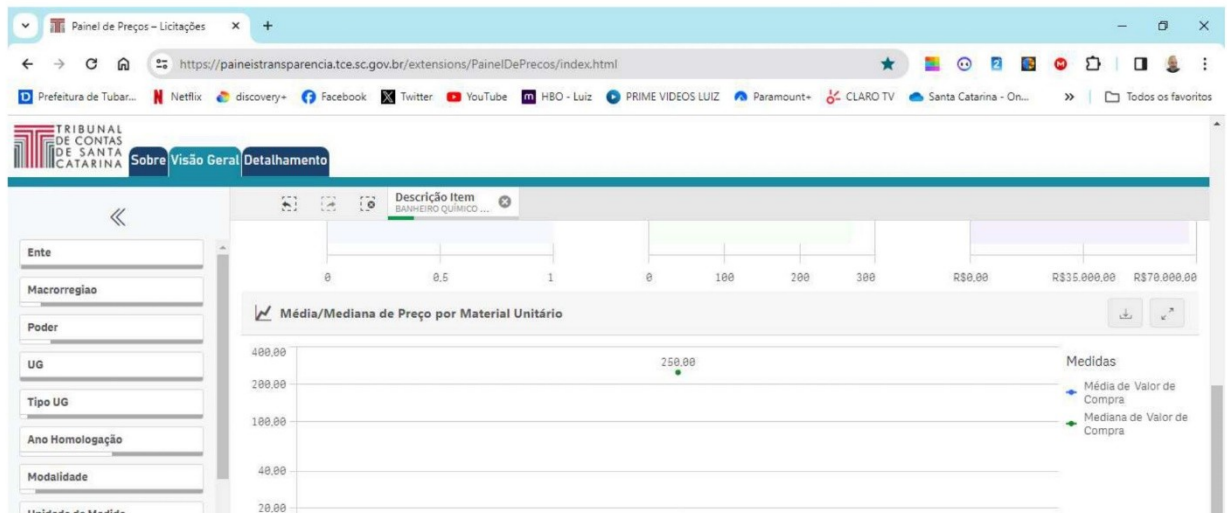 Painel de Preços – Licitações
https://paineistransparencia.tce.sc.gov.br/extensions/PainelDePrecos/index.html
Prefeitura de Tubar... Netflix discovery+ Facebook Twitter YouTube HBO - Luiz PRIME VIDEOS LUIZ Paramount+ CLARO TV Santa Catarina - On... Todos os favoritos
TRIBUNAL
DE CONTAS
DE SANTA
CATARINA
Sobre Visão Geral Detalhamento
Descrição Item
BANHEIRO QUÍMICO ...
Ente
Macrorregiao
Poder
UG
Tipo UG
Ano Homologação
Modalidade
Unidade de Medida
0 0,5 1 0 100 200 300 R$0,00 R$35.000,00 R$70.000,00
Média/Mediana de Preço por Material Unitário
400,00
250,00
200,00
100,00
40,00
20,00
Medidas
Média de Valor de
Compra
Mediana de Valor de
Compra